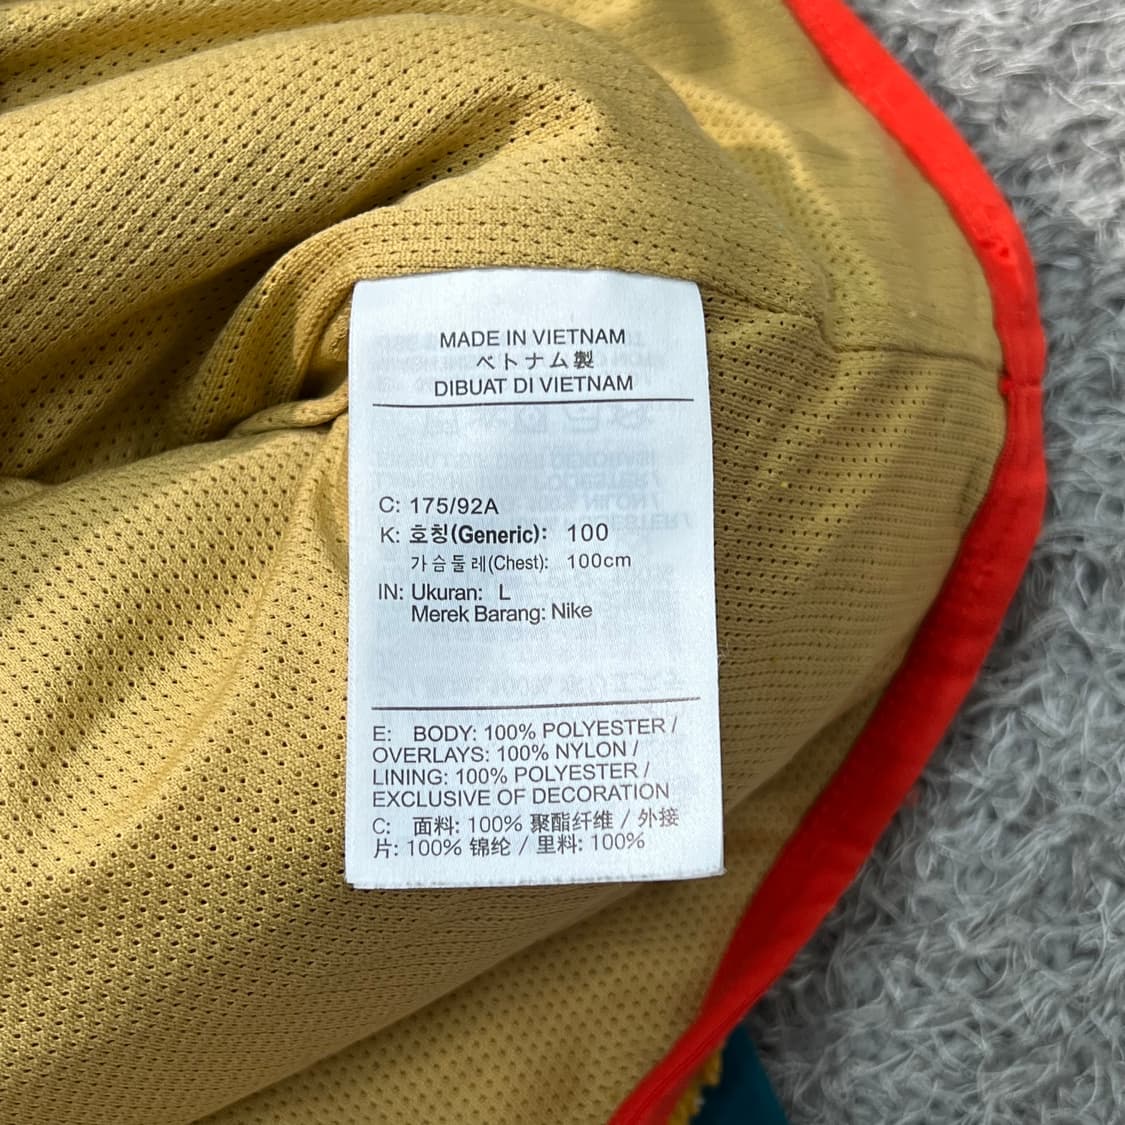 MADE IN VIETNAM
ベトナム製
DIBUAT DI VIETNAM
C: 175/92A
K: 호칭(Generic): 100
가슴둘레(Chest): 100cm
IN: Ukuran: L
Merek Barang: Nike
E: BODY: 100% POLYESTER /
OVERLAYS: 100% NYLON /
LINING: 100% POLYESTER /
EXCLUSIVE OF DECORATION
C: 面料: 100% 聚酯纤维 / 外接
片: 100% 锦纶 / 里料: 100%